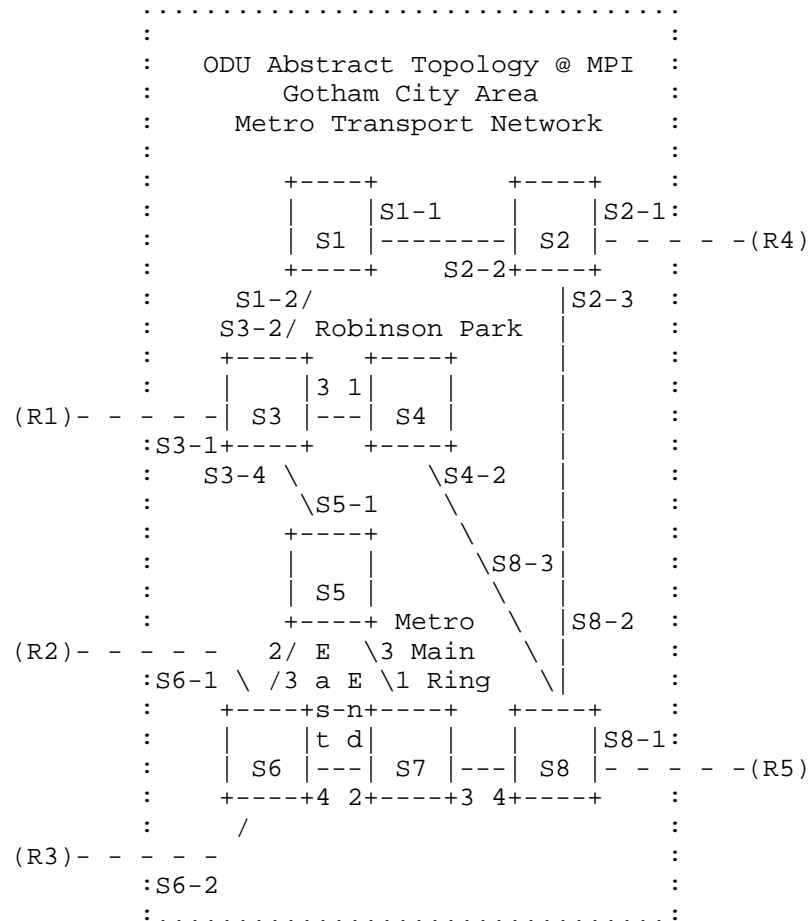 ODU Abstract Topology @ MPI
Gotham City Area
Metro Transport Network
S1-1 S2-1
S1 S2 (R4)
S2-2
S1-2 S2-3
S3-2 Robinson Park
3 1
(R1) S3 S4
S3-1
S3-4 S4-2
S5-1
S8-3
S5
Metro S8-2
(R2) 2 E 3 Main
S6-1 3 a E 1 Ring
s-n
t d S8-1
S6 S7 S8 (R5)
4 2 3 4
(R3)
S6-2